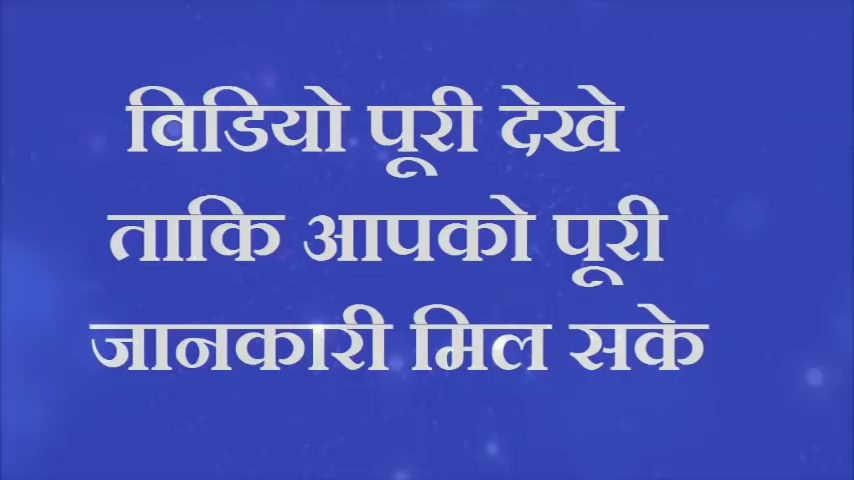 विडियो पूरी देखे
ताकि आपको पूरी
जानकारी मिल सके